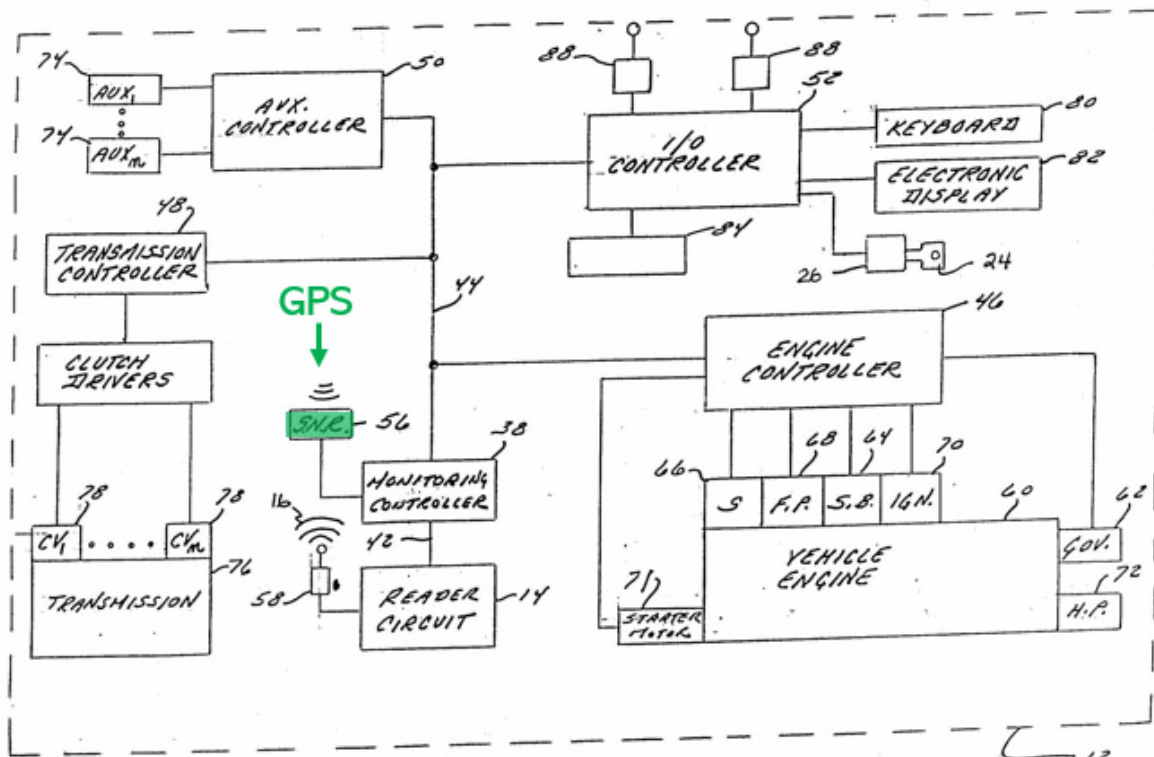 74
AUX1
AUXn
74
50
AUX.
CONTROLLER
88
88
52
I/O
CONTROLLER
80
KEYBOARD
82
ELECTRONIC
DISPLAY
84
26
24
48
TRANSMISSION
CONTROLLER
44
GPS
CLUTCH
DRIVERS
S.N.R.
56
38
MONITORING
CONTROLLER
46
ENGINE
CONTROLLER
78
78
CV1
CVn
76
TRANSMISSION
16
58
42
READER
CIRCUIT
14
66
68
64
70
S
F.P.
S.B.
IGN.
60
62
GOV.
VEHICLE
ENGINE
72
H.P.
71
STARTER
MOTOR